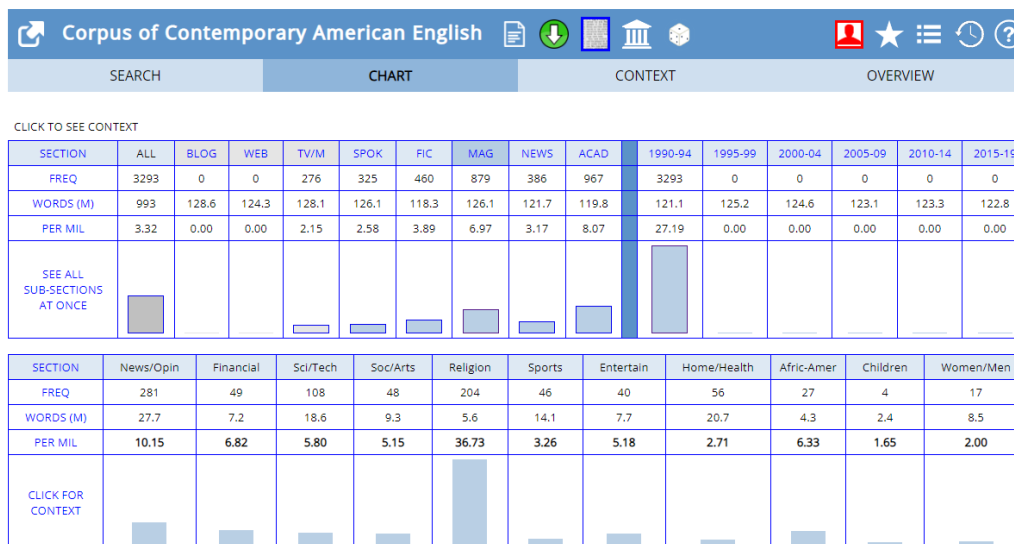 Corpus of Contemporary American English
SEARCH CHART CONTEXT OVERVIEW
CLICK TO SEE CONTEXT
SECTION ALL BLOG WEB TV/M SPOK FIC MAG NEWS ACAD 1990-94 1995-99 2000-04 2005-09 2010-14 2015-19
FREQ 3293 0 0 276 325 460 879 386 967 3293 0 0 0 0 0
WORDS (M) 993 128.6 124.3 128.1 126.1 118.3 126.1 121.7 119.8 121.1 125.2 124.6 123.1 123.3 122.8
PER MIL 3.32 0.00 0.00 2.15 2.58 3.89 6.97 3.17 8.07 27.19 0.00 0.00 0.00 0.00 0.00
SEE ALL
SUB-SECTIONS
AT ONCE
SECTION News/Opin Financial Sci/Tech Soc/Arts Religion Sports Entertain Home/Health Afric-Amer Children Women/Men
FREQ 281 49 108 48 204 46 40 56 27 4 17
WORDS (M) 27.7 7.2 18.6 9.3 5.6 14.1 7.7 20.7 4.3 2.4 8.5
PER MIL 10.15 6.82 5.80 5.15 36.73 3.26 5.18 2.71 6.33 1.65 2.00
CLICK FOR
CONTEXT